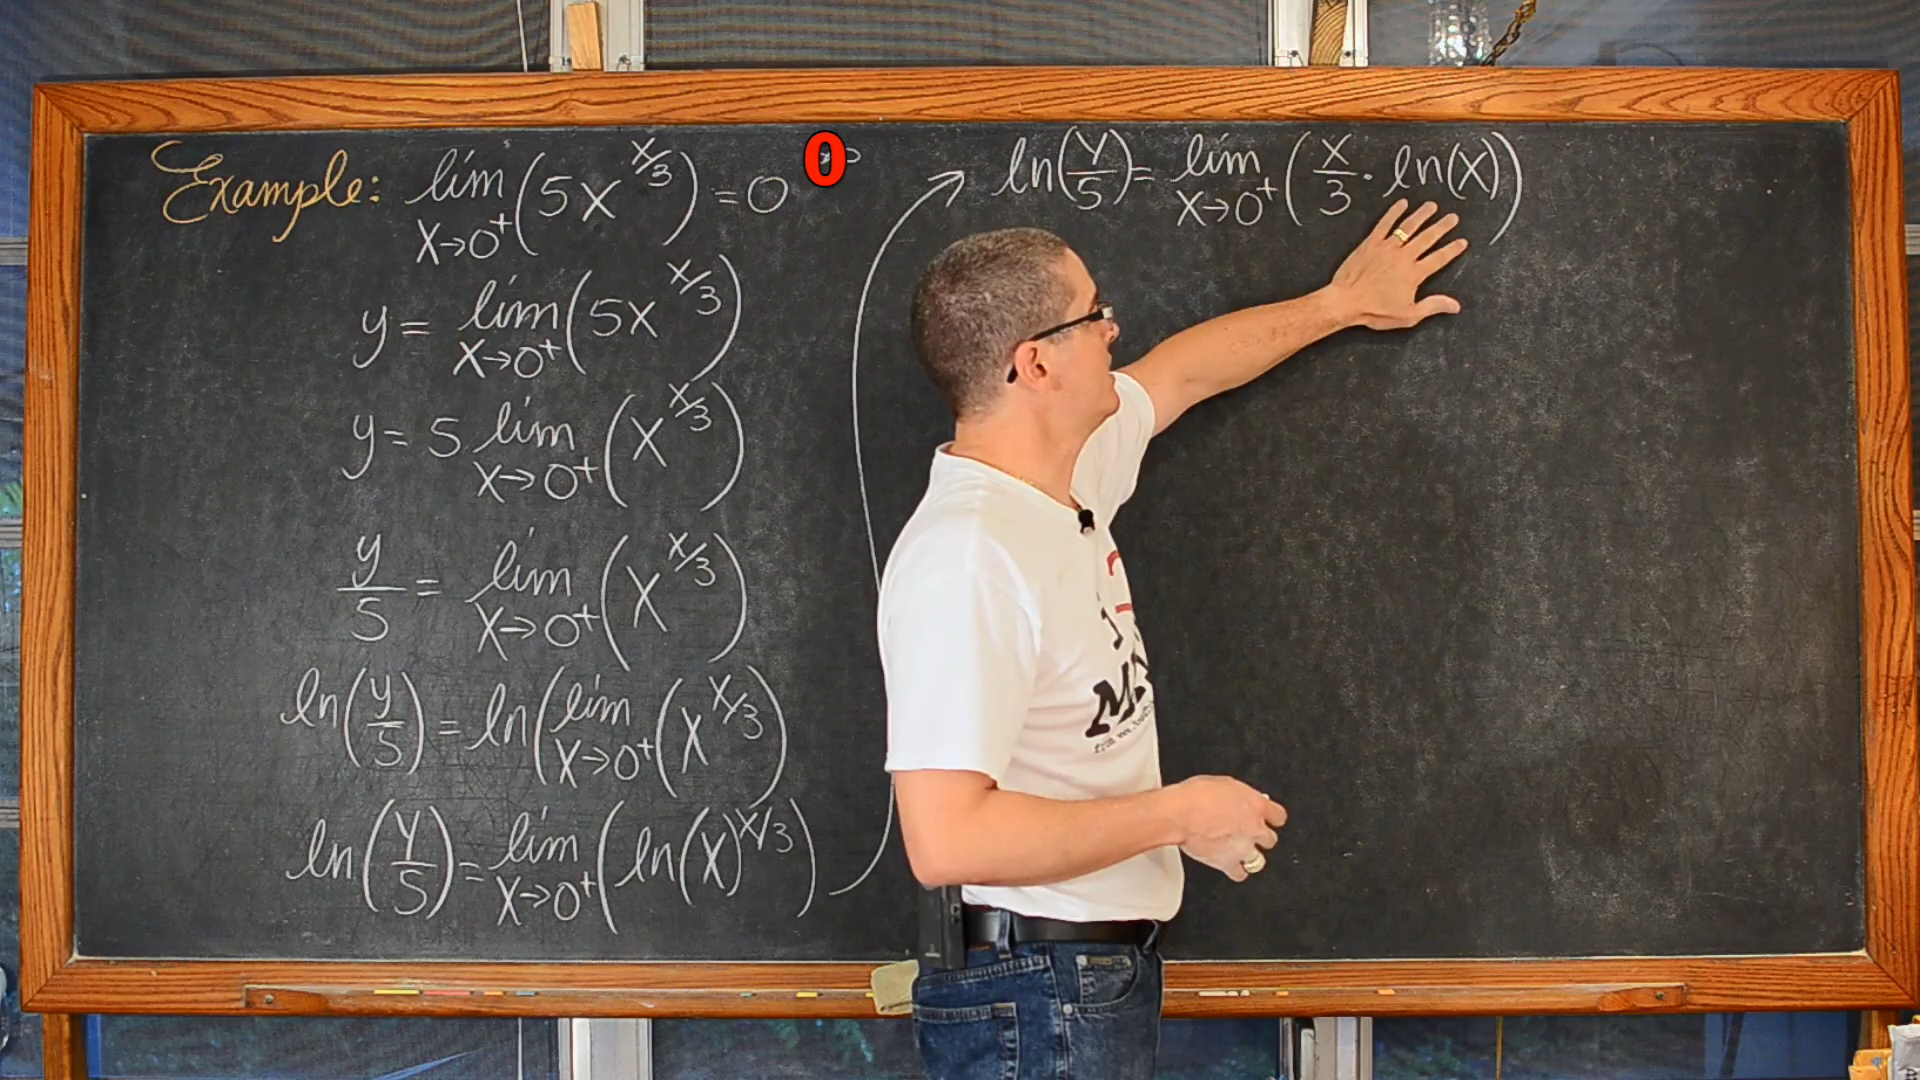 Example: lim x→0⁺ (5x^(x/3)) = 0^0
y = lim x→0⁺ (5x^(x/3))
y = 5 lim x→0⁺ (x^(x/3))
y/5 = lim x→0⁺ (x^(x/3))
ln(y/5) = ln(lim x→0⁺ (x^(x/3))
ln(y/5) = lim x→0⁺ (ln(x)^(x/3))
ln(y/5) = lim x→0⁺ (x/3 · ln(x))